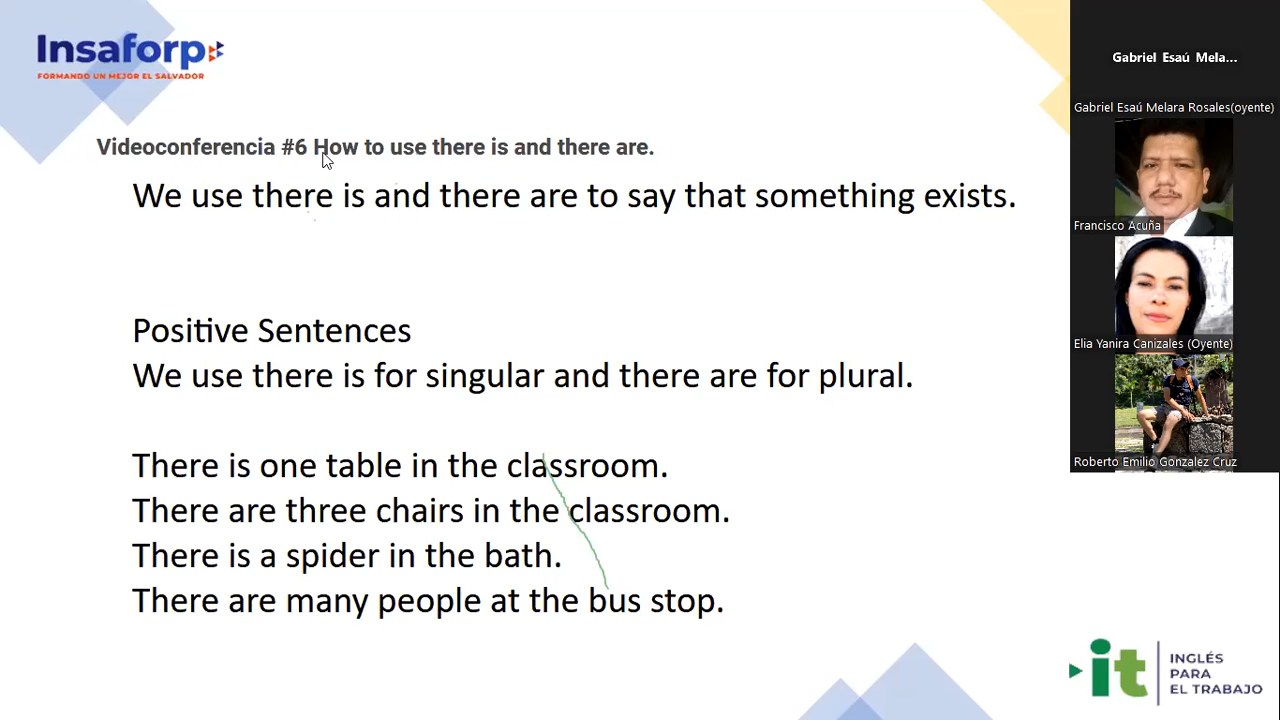 Insaforp
FORMANDO UN MEJOR EL SALVADOR
Videoconferencia #6 How to use there is and there are.
We use there is and there are to say that something exists.
Positive Sentences
We use there is for singular and there are for plural.
There is one table in the classroom.
There are three chairs in the classroom.
There is a spider in the bath.
There are many people at the bus stop.
Gabriel Esaú Mela...
Gabriel Esaú Melara Rosales(oyente)
Francisco Acuña
Elia Yanira Canizales (Oyente)
Roberto Emilio Gonzalez Cruz
it
INGLÉS
PARA
EL TRABAJO